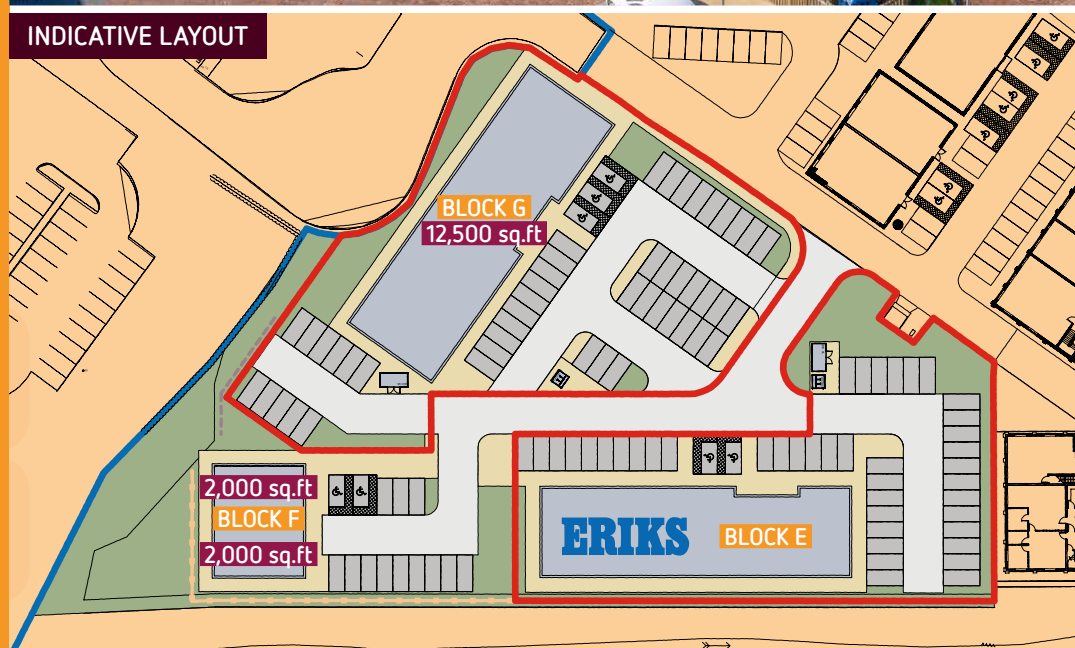 INDICATIVE LAYOUT
BLOCK G
12,500 sq.ft
2,000 sq.ft
BLOCK F
2,000 sq.ft
ERIKS
BLOCK E